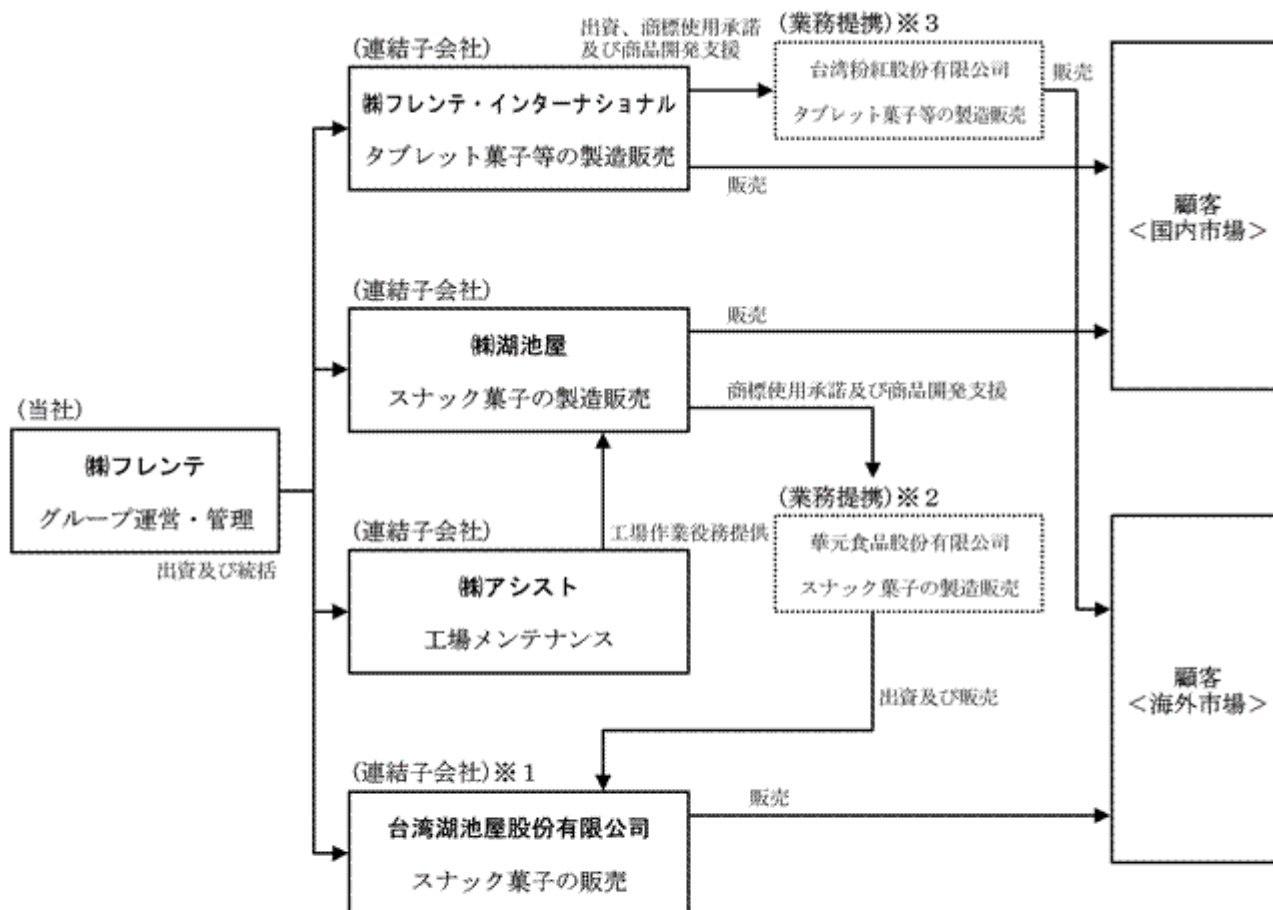 (当社)
㈱フレンテ
グループ運営・管理
出資及び統括
(連結子会社)
㈱フレンテ・インターナショナル
タブレット菓子等の製造販売
出資、商標使用承諾
及び商品開発支援
(業務提携)※3
台湾粉紅股份有限公司
タブレット菓子等の製造販売
販売
販売
顧客
<国内市場>
(連結子会社)
㈱湖池屋
スナック菓子の製造販売
販売
商標使用承諾及び商品開発支援
(業務提携)※2
華元食品股份有限公司
スナック菓子の製造販売
(連結子会社)
工場作業役務提供
㈱アシスト
工場メンテナンス
出資及び販売
顧客
<海外市場>
(連結子会社)※1
台湾湖池屋股份有限公司
スナック菓子の販売
販売